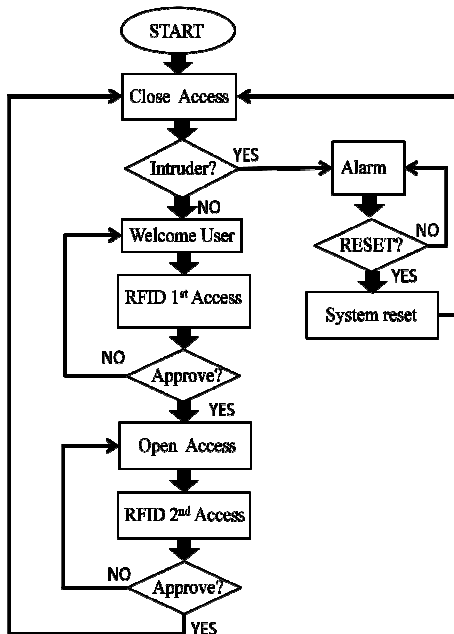 START
Close Access
Intruder?
YES
NO
Alarm
RESET?
NO
YES
System reset
Welcome User
RFID 1st Access
Approve?
NO
YES
Open Access
RFID 2nd Access
Approve?
NO
YES